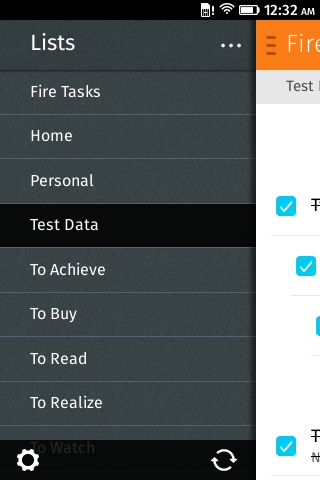 12:32 AM
Lists
Fire
Fire Tasks
Test
Home
Personal
Test Data
To Achieve
To Buy
To Read
To Realize
To Watch